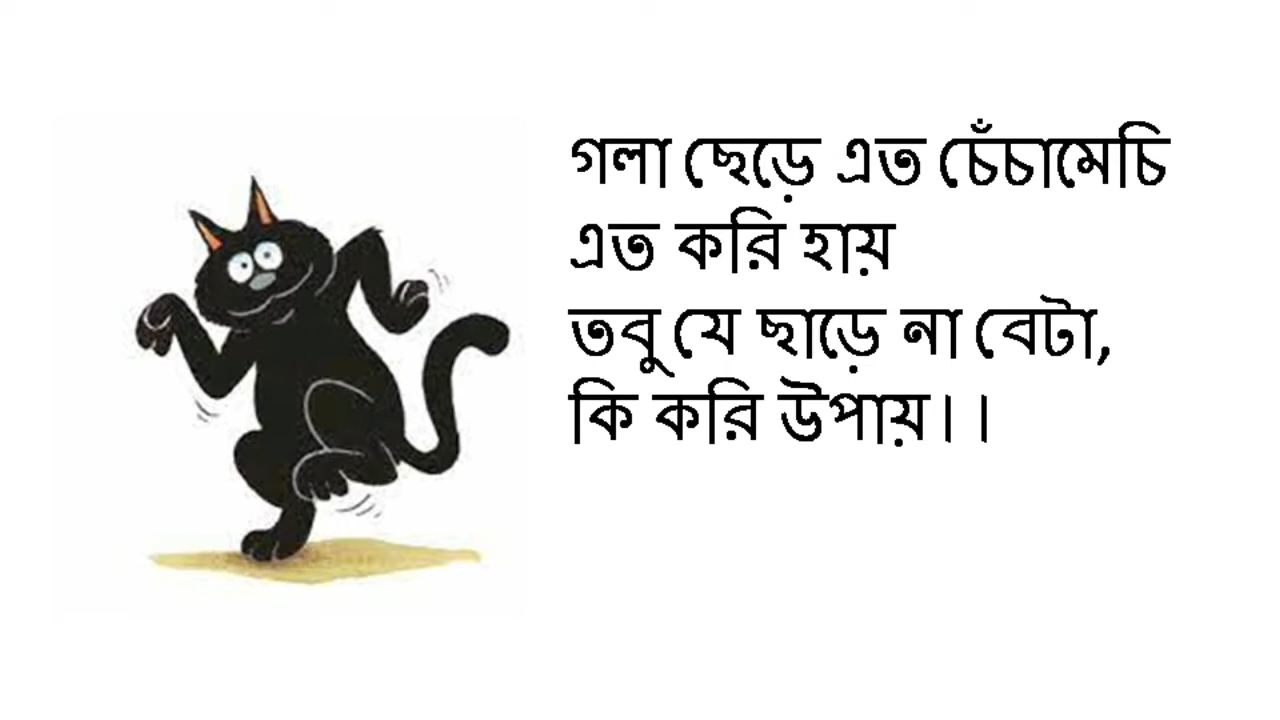 গলা ছেড়ে এত চেঁচামেচি
এত করি হায়
তবু যে ছাড়ে না বেটা,
কি করি উপায়।।